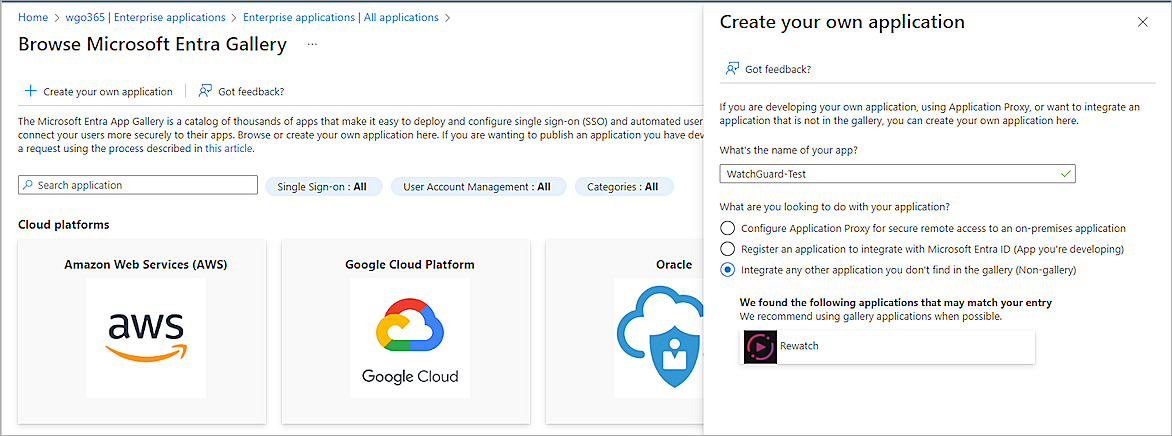 Home > wgo365 | Enterprise applications > Enterprise applications | All applications >
Browse Microsoft Entra Gallery ...
Create your own application
Got feedback?
The Microsoft Entra App Gallery is a catalog of thousands of apps that make it easy to deploy and configure single sign-on (SSO) and automated user
connect your users more securely to their apps. Browse or create your own application here. If you are wanting to publish an application you have dev
a request using the process described in this article.
Search application
Single Sign-on : All
User Account Management : All
Categories : All
Cloud platforms
Amazon Web Services (AWS)
aws
Google Cloud Platform
Google Cloud
Oracle
Create your own application
Got feedback?
If you are developing your own application, using Application Proxy, or want to integrate an
application that is not in the gallery, you can create your own application here.
What's the name of your app?
WatchGuard-Test
What are you looking to do with your application?
Configure Application Proxy for secure remote access to an on-premises application
Register an application to integrate with Microsoft Entra ID (App you're developing)
Integrate any other application you don't find in the gallery (Non-gallery)
We found the following applications that may match your entry
We recommend using gallery applications when possible.
Rewatch